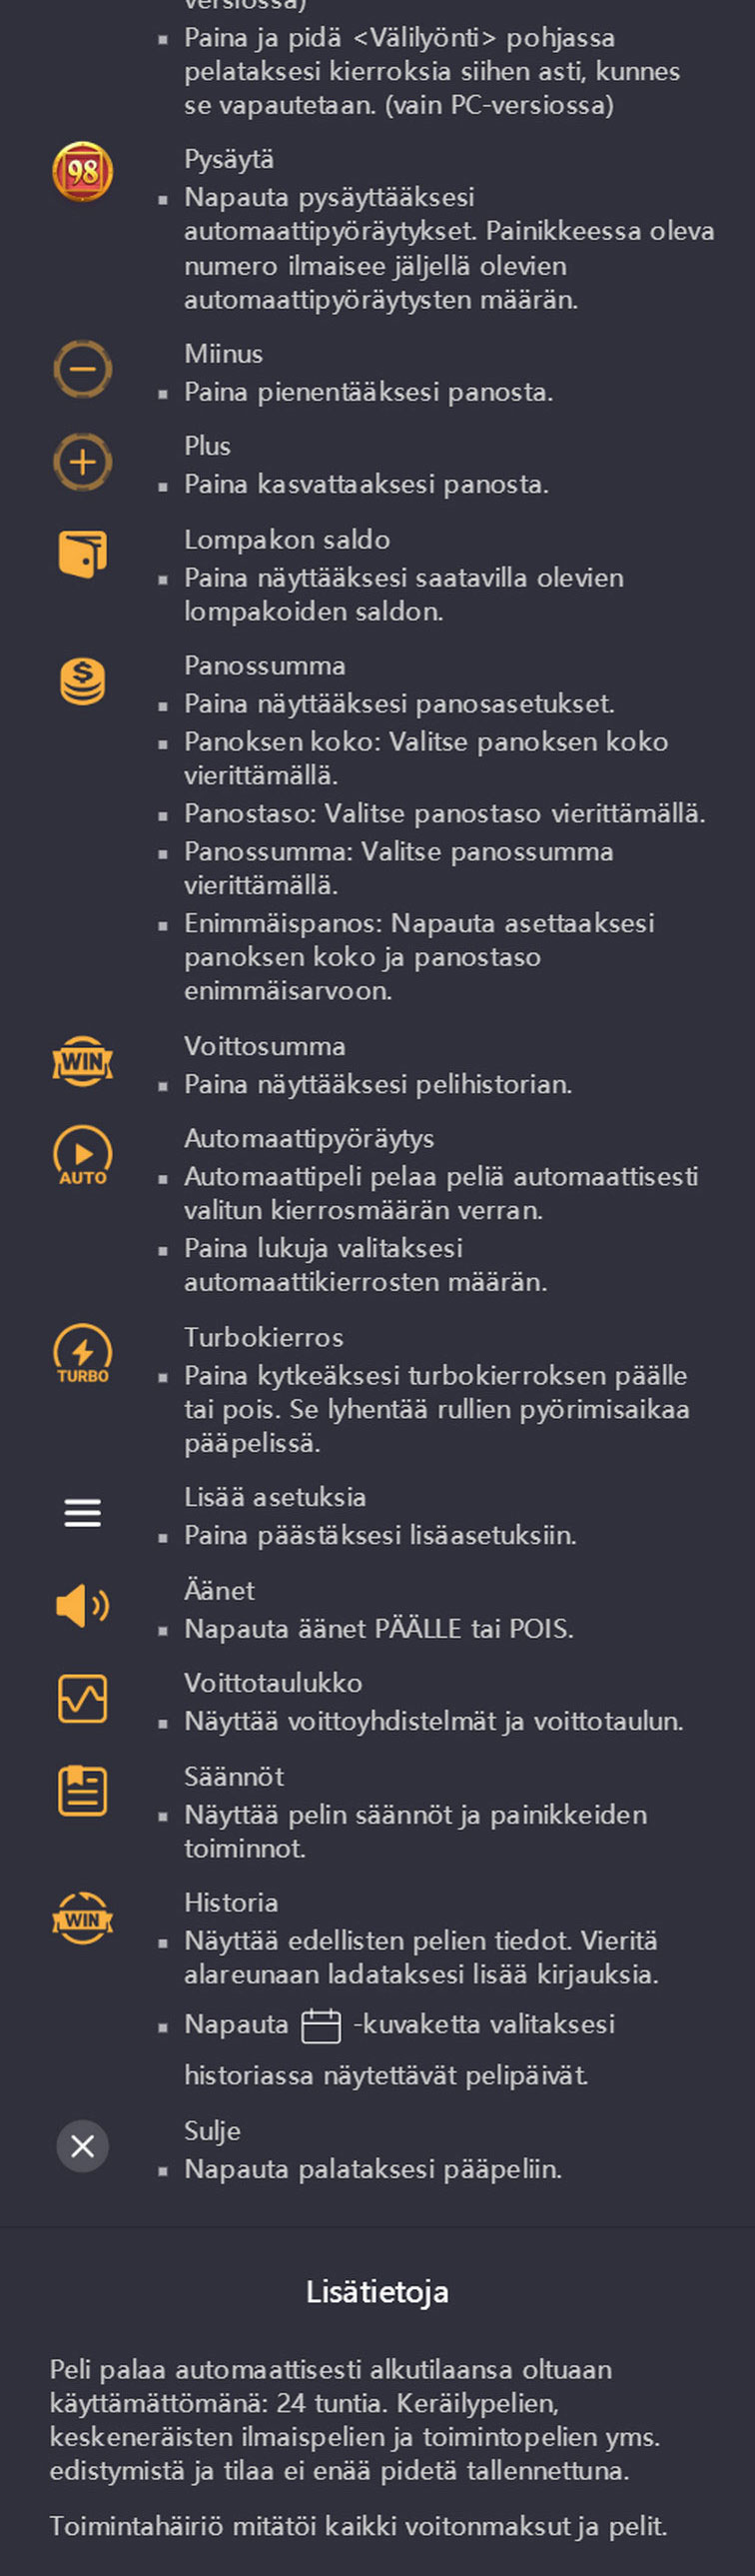 versiossa)
▪ Paina ja pidä <Välilyönti> pohjassa
pelataksesi kierroksia siihen asti, kunnes
se vapautetaan. (vain PC-versiossa)
98
Pysäytä
▪ Napauta pysäyttääksesi
automaattipyöräytykset. Painikkeessa oleva
numero ilmaisee jäljellä olevien
automaattipyöräytysten määrän.
Miinus
▪ Paina pienentääksesi panosta.
Plus
▪ Paina kasvattaaksesi panosta.
Lompakon saldo
▪ Paina näyttääksesi saatavilla olevien
lompakoiden saldon.
$
Panossumma
▪ Paina näyttääksesi panosasetukset.
▪ Panoksen koko: Valitse panoksen koko
vierittämällä.
▪ Panostaso: Valitse panostaso vierittämällä.
▪ Panossumma: Valitse panossumma
vierittämällä.
▪ Enimmäispanos: Napauta asettaaksesi
panoksen koko ja panostaso
enimmäisarvoon.
WIN
Voittosumma
▪ Paina näyttääksesi pelihistorian.
AUTO
Automaattipyöräytys
▪ Automaattipeli pelaa peliä automaattisesti
valitun kierrosmäärän verran.
▪ Paina lukuja valitaksesi
automaattikierrosten määrän.
TURBO
Turbokierros
▪ Paina kytkeäksesi turbokierroksen päälle
tai pois. Se lyhentää rullien pyörimisaikaa
pääpelissä.
Lisää asetuksia
▪ Paina päästäksesi lisäasetuksiin.
Äänet
▪ Napauta äänet PÄÄLLE tai POIS.
Voittotaulukko
▪ Näyttää voittoyhdistelmät ja voittotaulun.
Säännöt
▪ Näyttää pelin säännöt ja painikkeiden
toiminnot.
WIN
Historia
▪ Näyttää edellisten pelien tiedot. Vieritä
alareunaan ladataksesi lisää kirjauksia.
▪ Napauta -kuvaketta valitaksesi
historiassa näytettävät pelipäivät.
Sulje
▪ Napauta palataksesi pääpeliin.
Lisätietoja
Peli palaa automaattisesti alkutilaansa oltuaan
käyttämättömänä: 24 tuntia. Keräilypelien,
keskeneräisten ilmaispelien ja toimintopelien yms.
edistymistä ja tilaa ei enää pidetä tallennettuna.
Toimintahäiriö mitätöi kaikki voitonmaksut ja pelit.